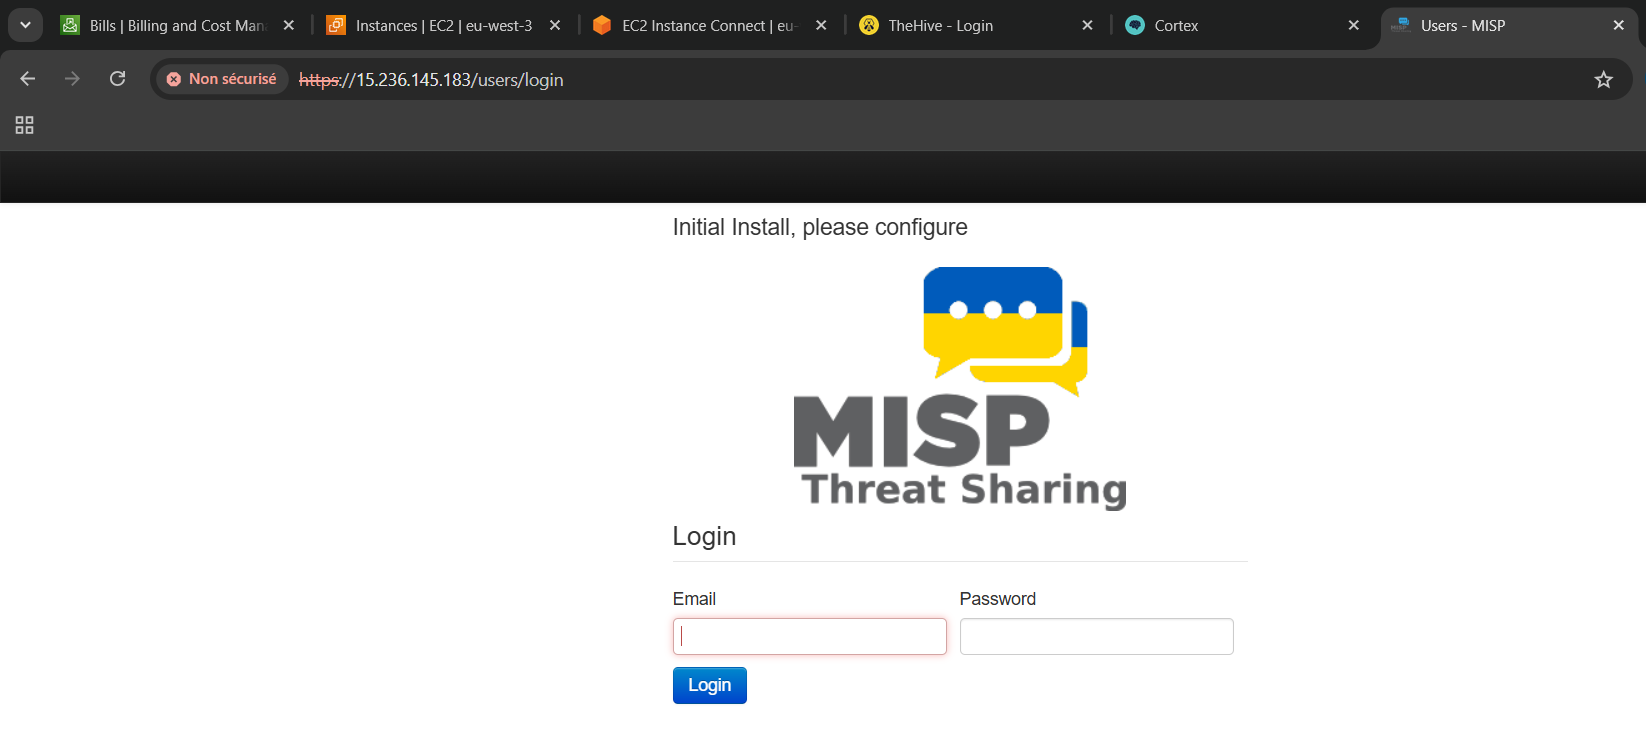 Bills | Billing and Cost Mana
Instances | EC2 | eu-west-3
EC2 Instance Connect | eu-
TheHive - Login
Cortex
Users - MISP
Non sécurisé
https://15.236.145.183/users/login
Initial Install, please configure
MISP
Threat Sharing
Login
Email Password
Login